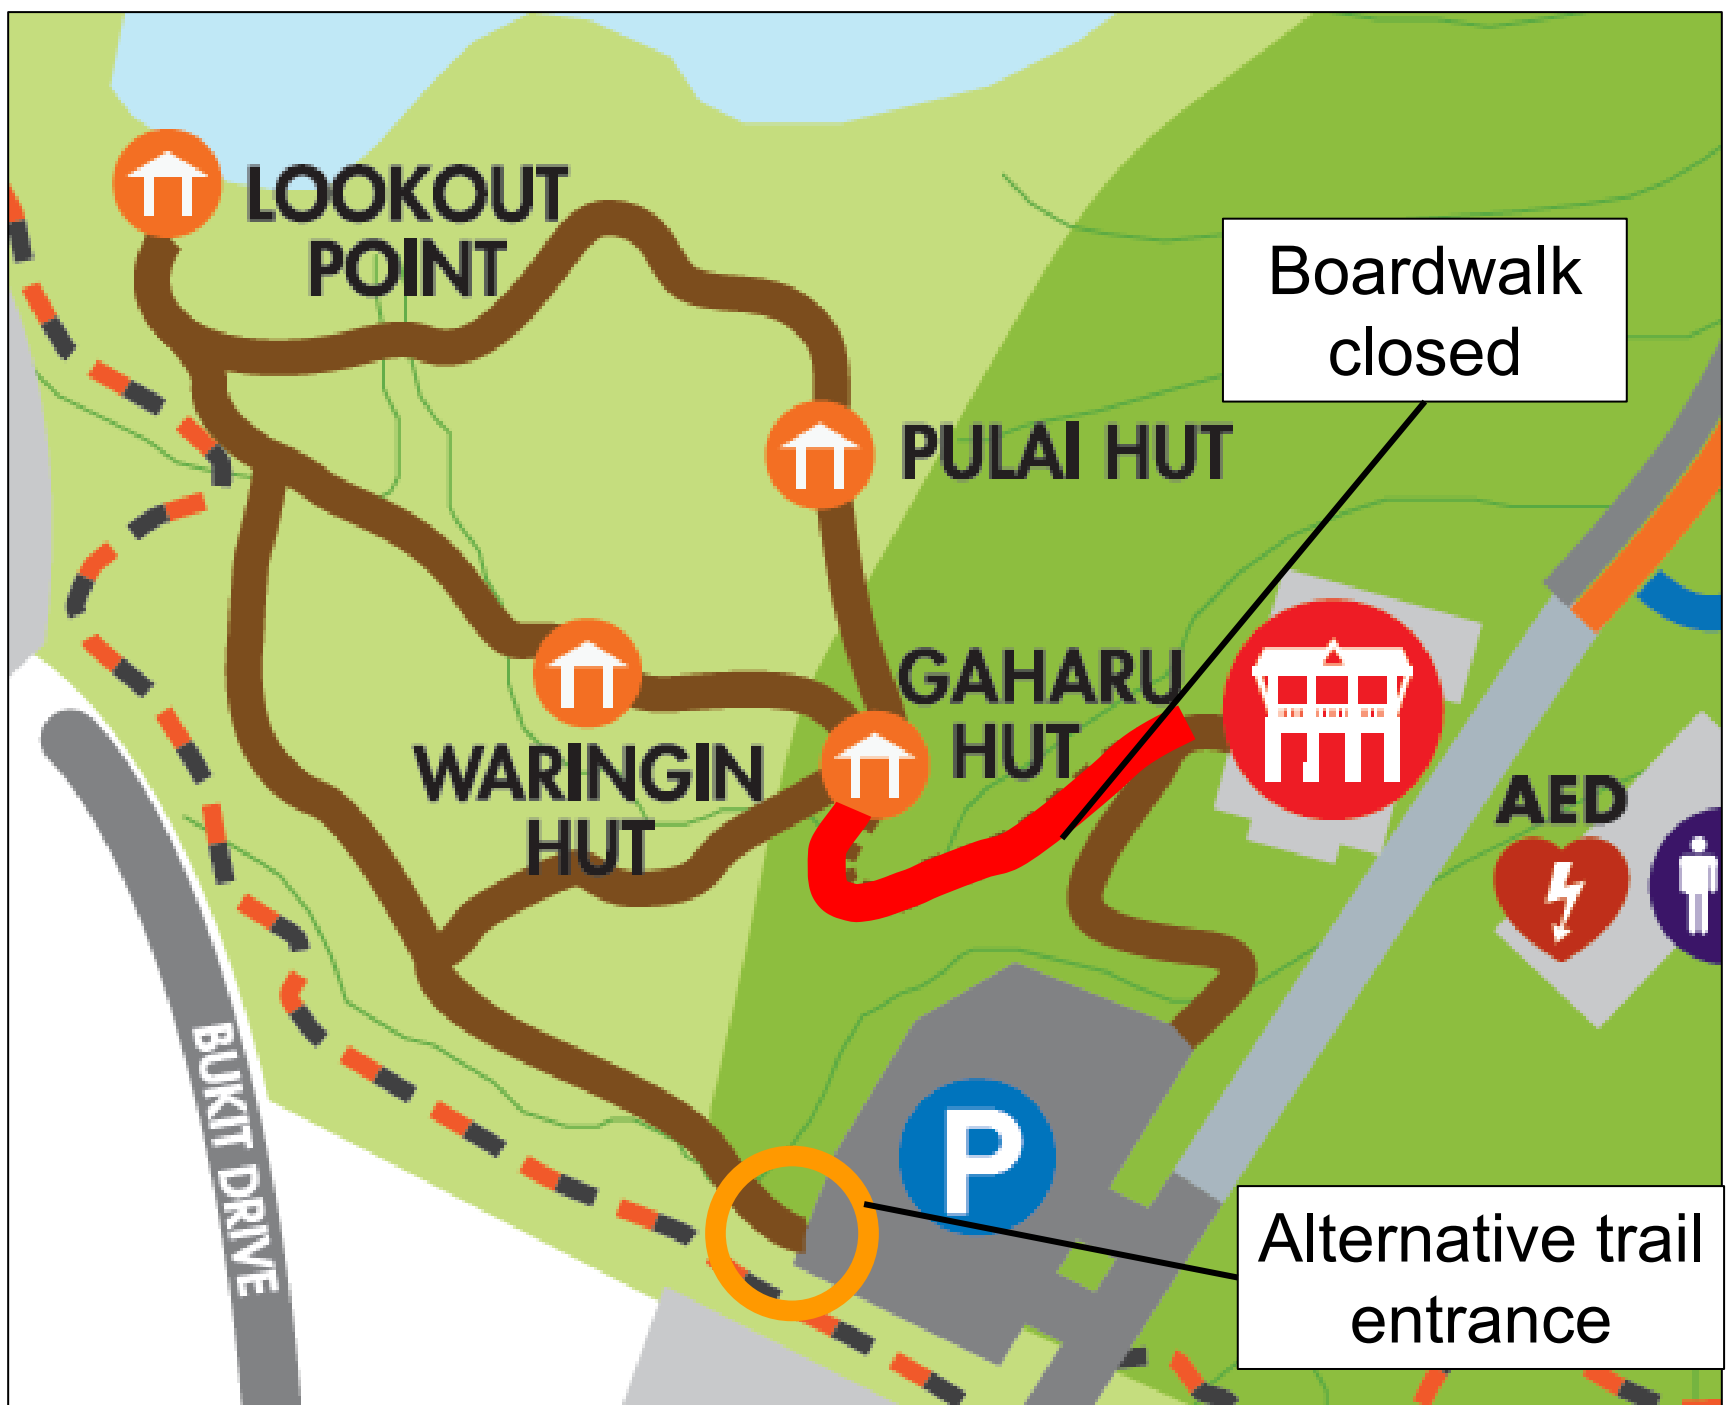 LOOKOUT
POINT
Boardwalk
closed
PULAI HUT
GAHARU
HUT
WARINGIN
HUT
AED
BUKIT DRIVE
P
Alternative trail
entrance